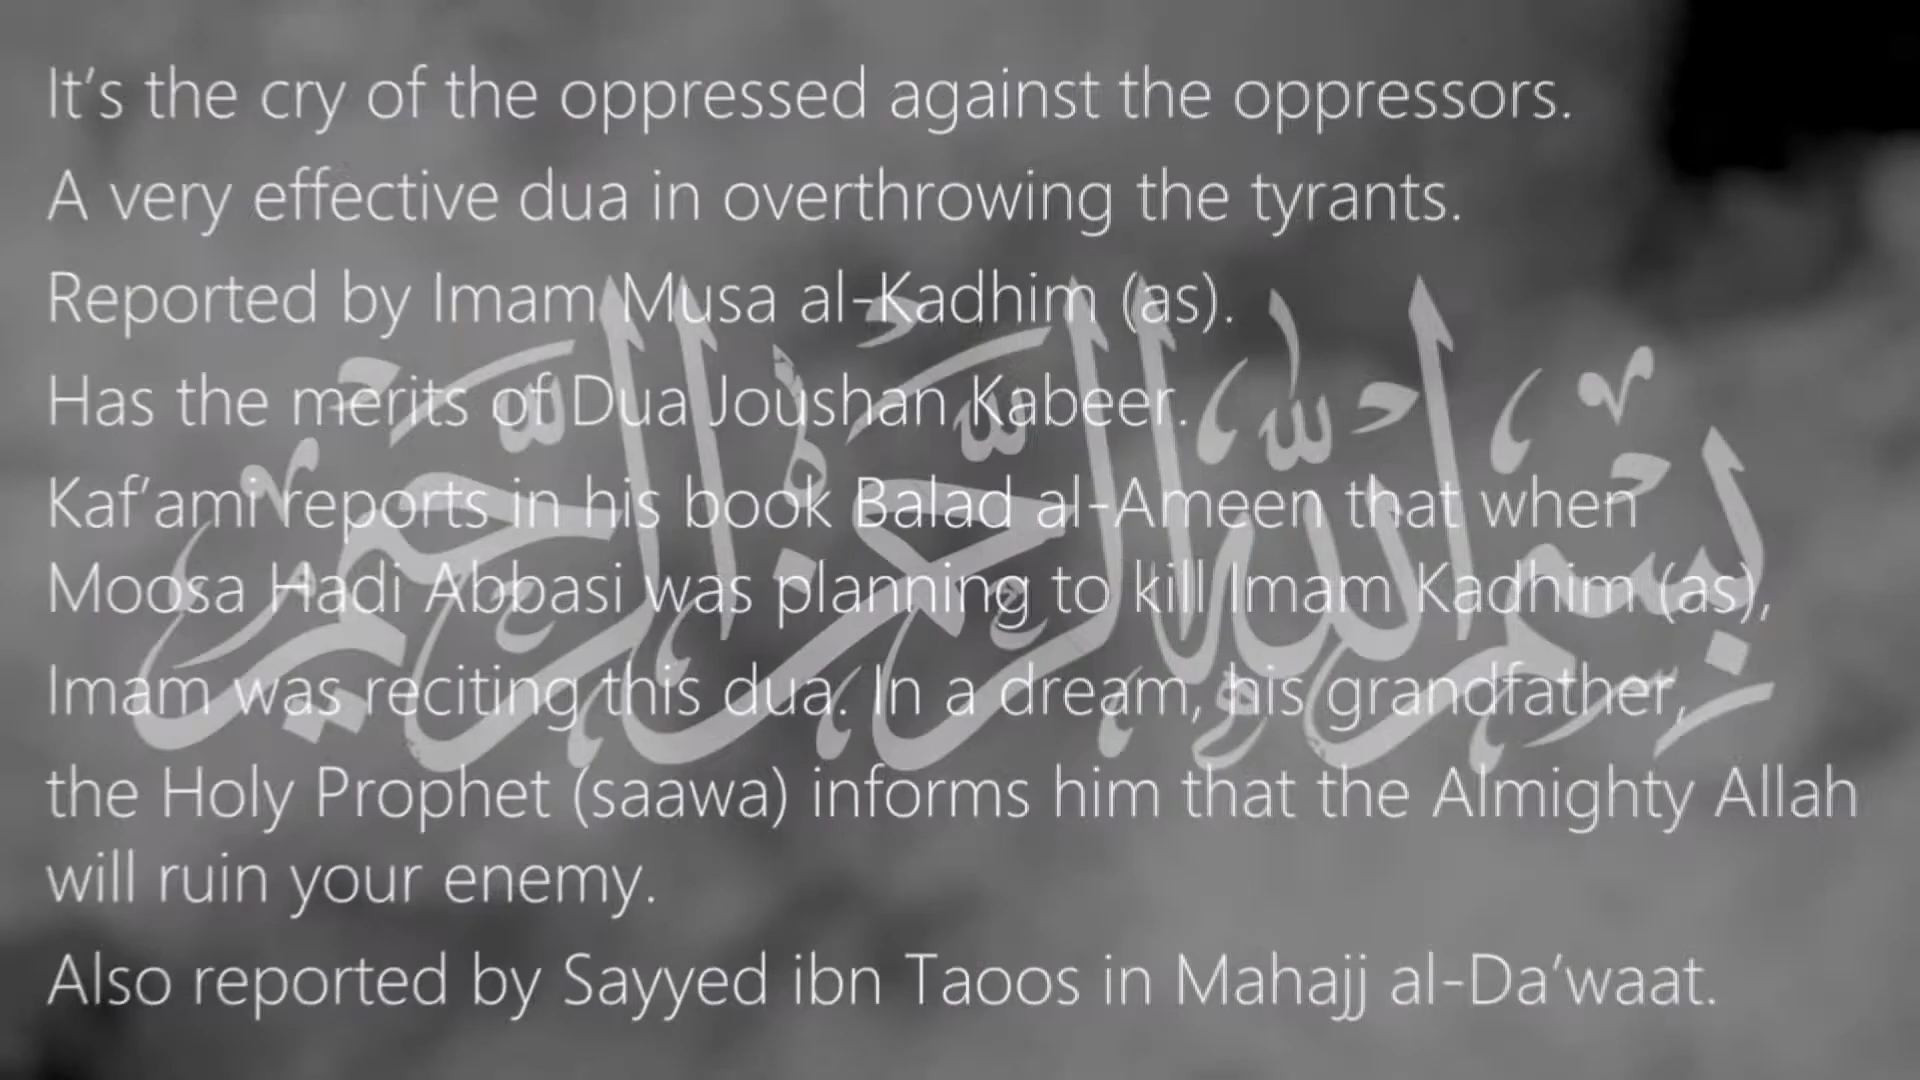 It’s the cry of the oppressed against the oppressors.
A very effective dua in overthrowing the tyrants.
Reported by Imam Musa al-Kadhim (as).
Has the merits of Dua Joushan Kabeer.
Kaf’ami reports in his book Balad al-Ameen that when
Moosa Hadi Abbasi was planning to kill Imam Kadhim (as),
Imam was reciting this dua. In a dream, his grandfather,
the Holy Prophet (saawa) informs him that the Almighty Allah
will ruin your enemy.
Also reported by Sayyed ibn Taoos in Mahajj al-Da’waat.
بِسْمِ اللهِ الرَّحْمٰنِ الرَّحِيْمِ